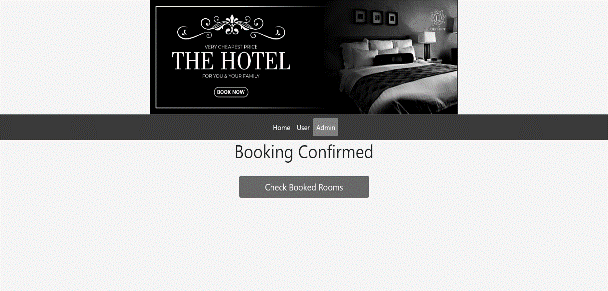 VERY CHEAPEST PRICE
THE HOTEL
FOR YOU & YOUR FAMILY
BOOK NOW
Home User Admin
Booking Confirmed
Check Booked Rooms